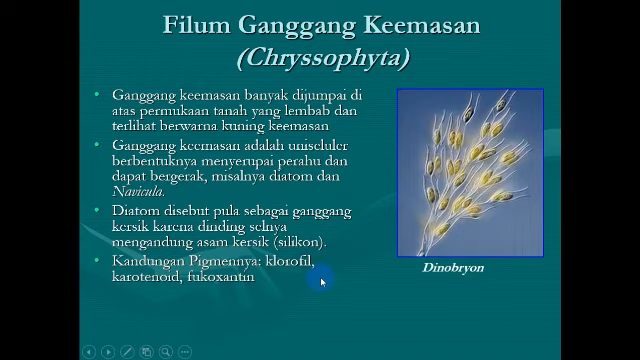 Filum Ganggang Keemasan
(Chryssophyta)
• Ganggang keemasan banyak dijumpai di
atas permukaan tanah yang lembab dan
terlihat berwarna kuning keemasan
• Ganggang keemasan adalah uniseluler
berbentuknya menyerupai perahu dan
dapat bergerak, misalnya diatom dan
Navicula.
• Diatom disebut pula sebagai ganggang
kersik karena dinding selnya
mengandung asam kersik (silikon).
• Kandungan Pigmennya: klorofil,
karotenoid, fukoxantin
Dinobryon